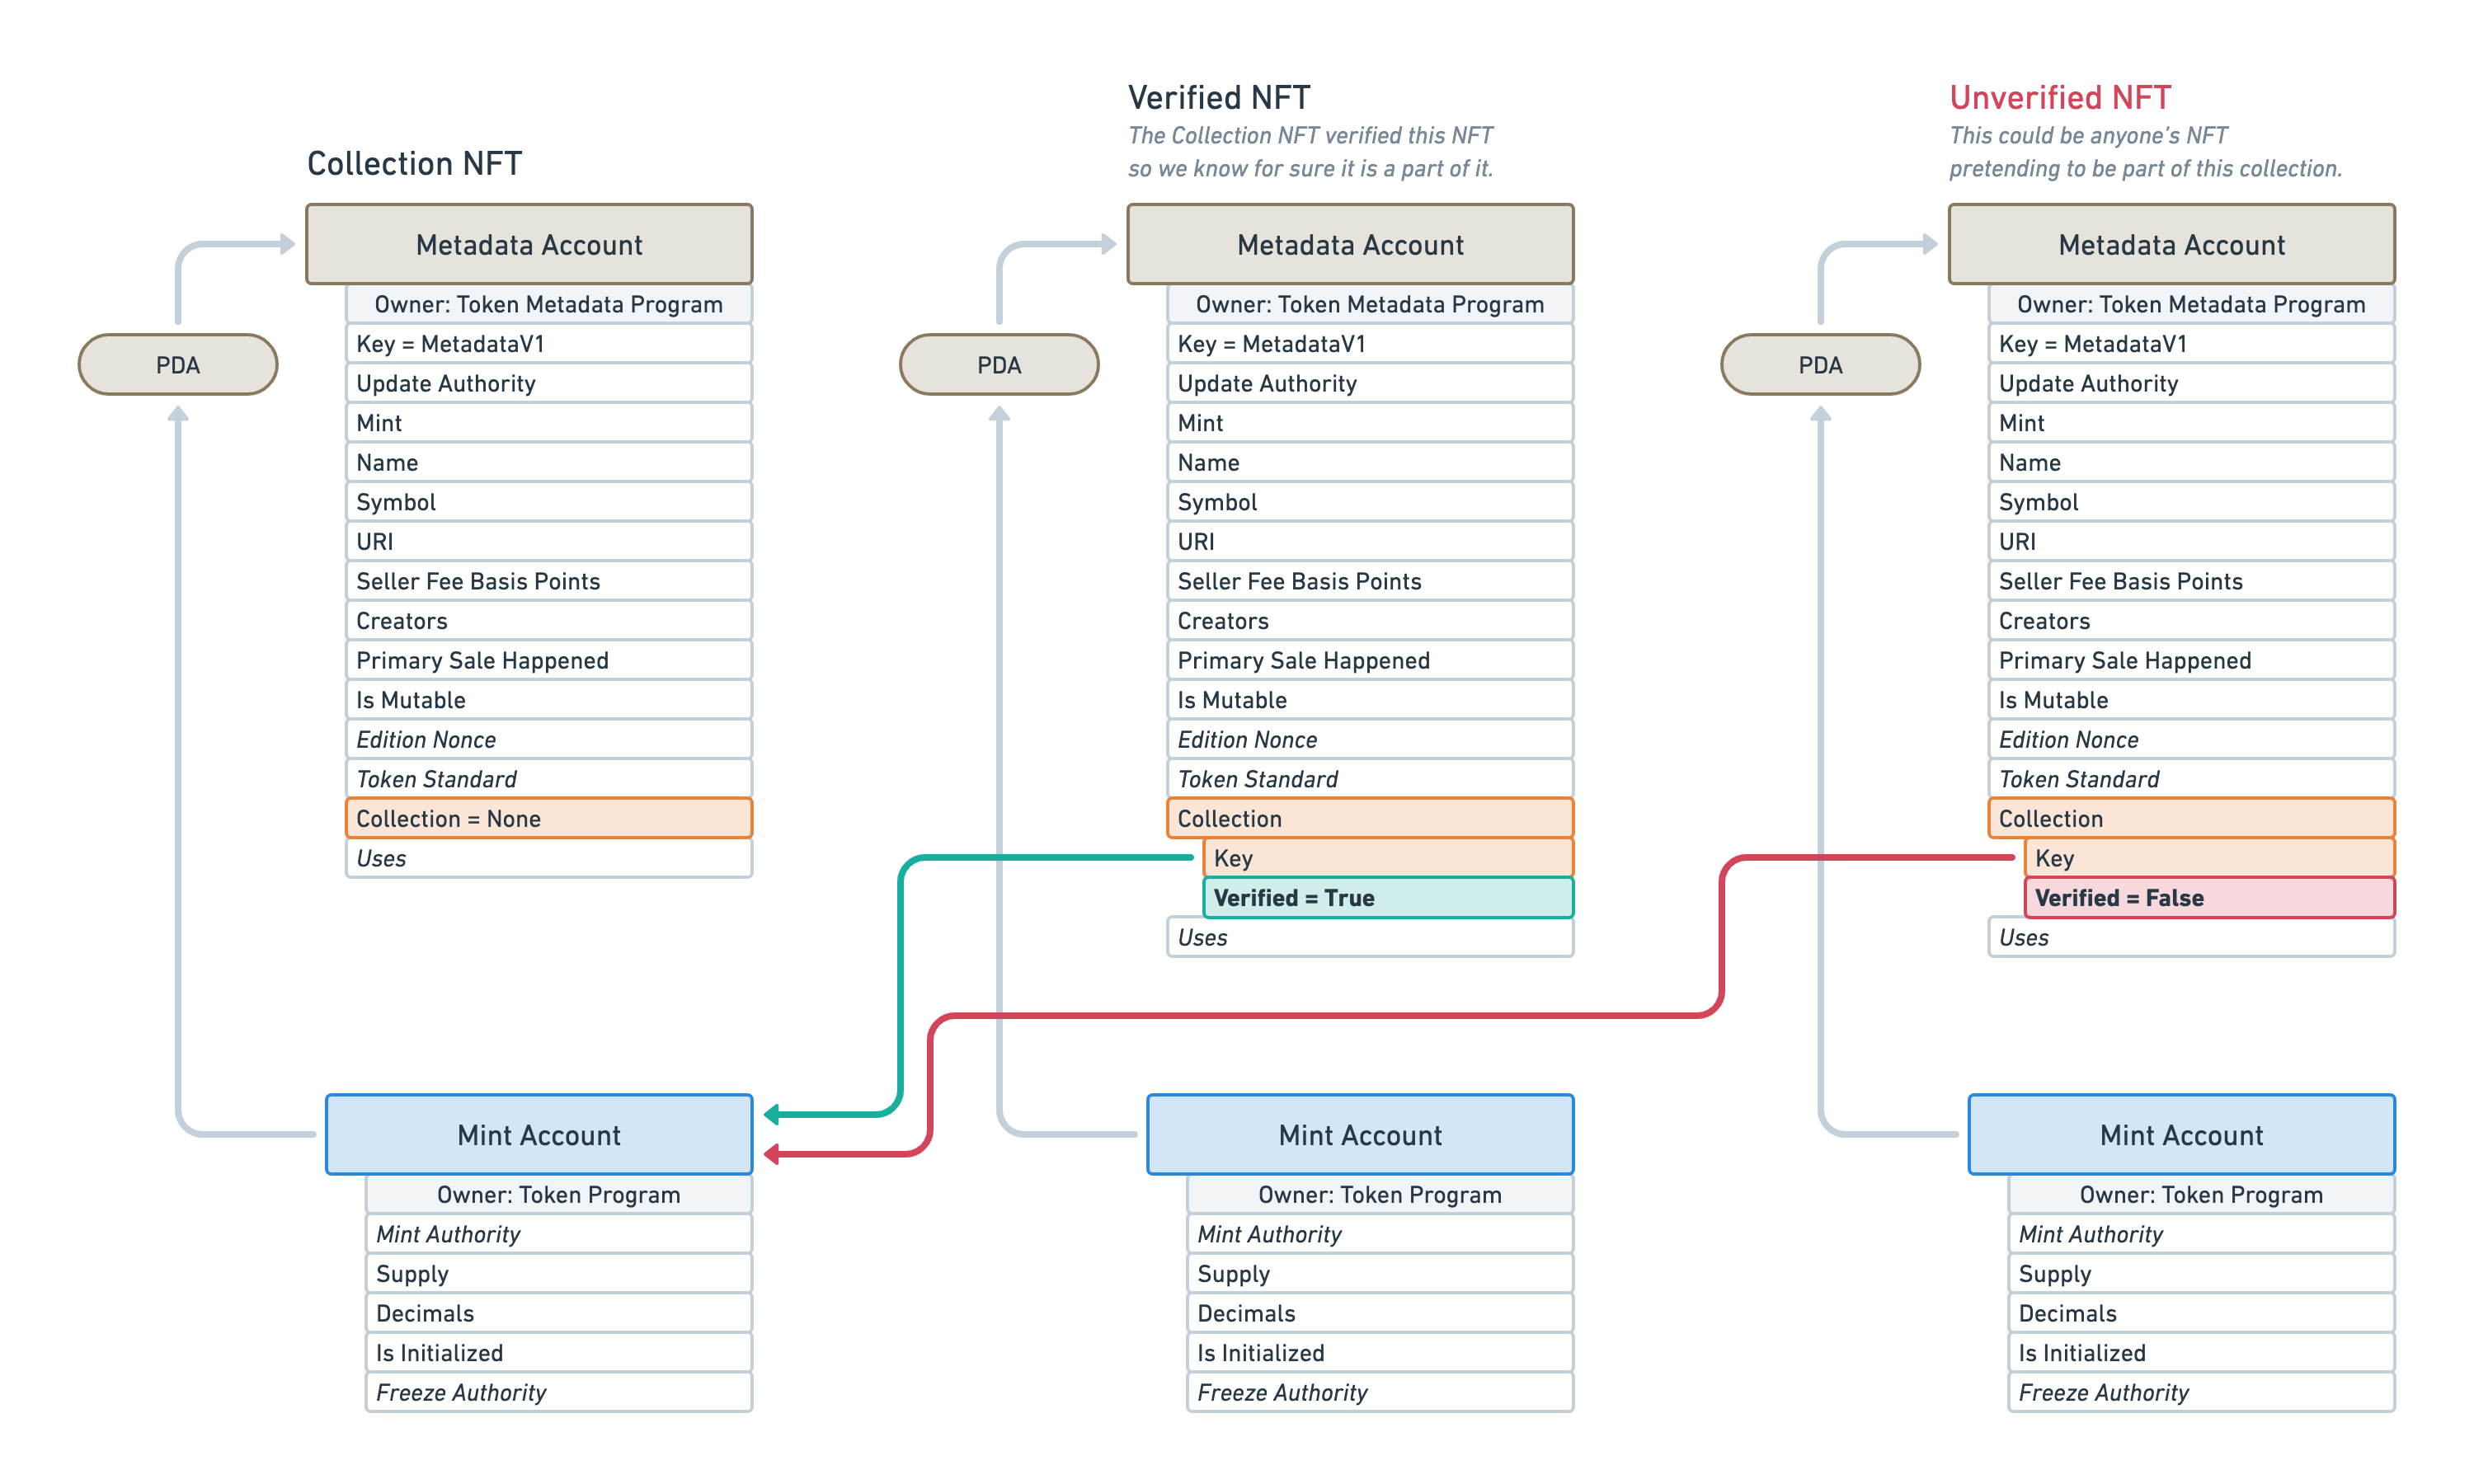 Collection NFT
Metadata Account
Owner: Token Metadata Program
PDA
Key = MetadataV1
Update Authority
Mint
Name
Symbol
URI
Seller Fee Basis Points
Creators
Primary Sale Happened
Is Mutable
Edition Nonce
Token Standard
Collection = None
Uses
Mint Account
Owner: Token Program
Mint Authority
Supply
Decimals
Is Initialized
Freeze Authority
Verified NFT
The Collection NFT verified this NFT
so we know for sure it is a part of it.
Metadata Account
Owner: Token Metadata Program
PDA
Key = MetadataV1
Update Authority
Mint
Name
Symbol
URI
Seller Fee Basis Points
Creators
Primary Sale Happened
Is Mutable
Edition Nonce
Token Standard
Collection
Key
Verified = True
Uses
Mint Account
Owner: Token Program
Mint Authority
Supply
Decimals
Is Initialized
Freeze Authority
Unverified NFT
This could be anyone's NFT
pretending to be part of this collection.
Metadata Account
Owner: Token Metadata Program
PDA
Key = MetadataV1
Update Authority
Mint
Name
Symbol
URI
Seller Fee Basis Points
Creators
Primary Sale Happened
Is Mutable
Edition Nonce
Token Standard
Collection
Key
Verified = False
Uses
Mint Account
Owner: Token Program
Mint Authority
Supply
Decimals
Is Initialized
Freeze Authority